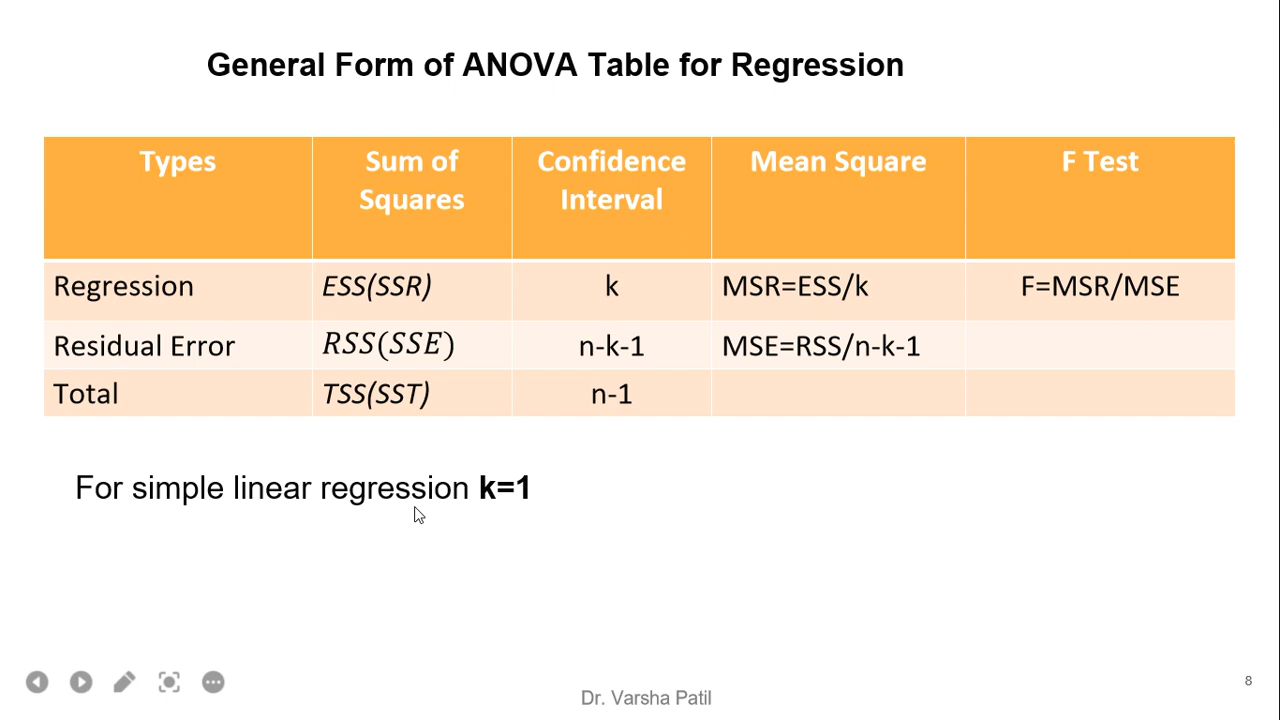 General Form of ANOVA Table for Regression
Types Sum of Squares Confidence Interval Mean Square F Test
Regression ESS(SSR) k MSR=ESS/k F=MSR/MSE
Residual Error RSS(SSE) n-k-1 MSE=RSS/n-k-1
Total TSS(SST) n-1
For simple linear regression k=1
Dr. Varsha Patil
8